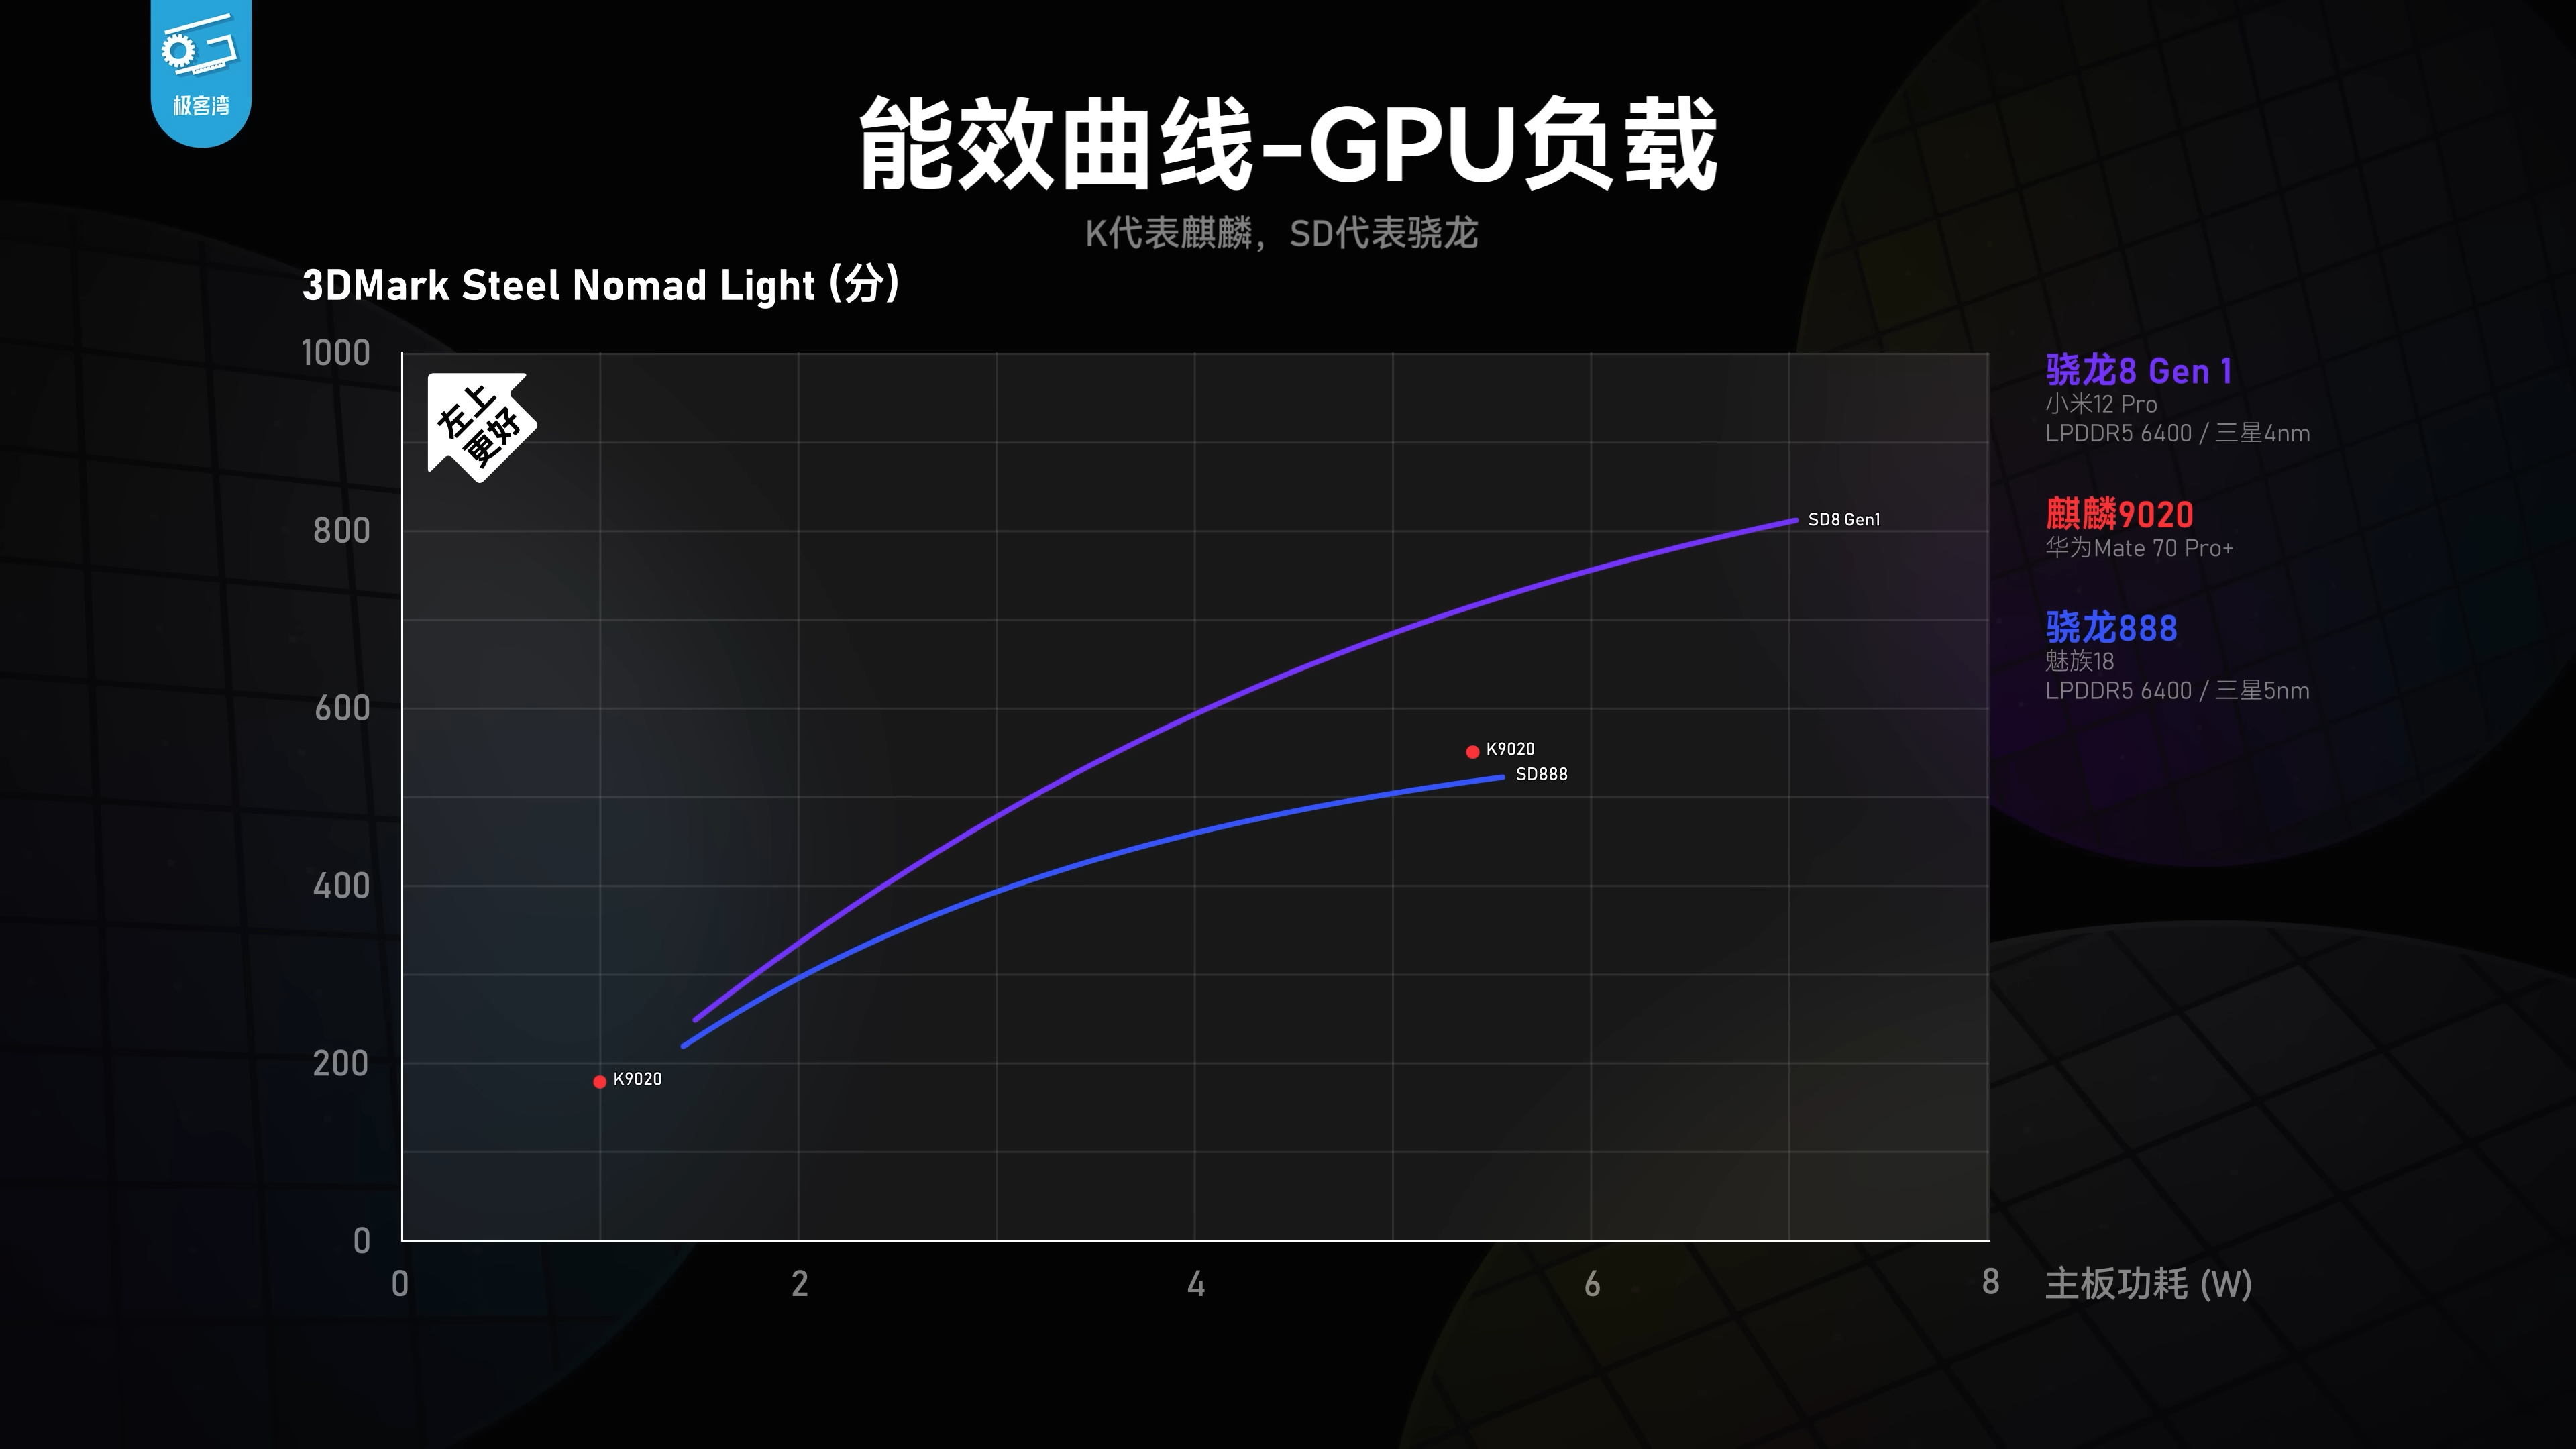 极客湾
能效曲线-GPU负载
K代表麒麟，SD代表骁龙
3DMark Steel Nomad Light (分)
1000
800
600
400
200
0
左上
更好
SD8 Gen1
K9020
SD888
K9020
0
2
4
6
8
主板功耗 (W)
骁龙8 Gen 1
小米12 Pro
LPDDR5 6400 / 三星4nm
麒麟9020
华为Mate 70 Pro+
骁龙888
魅族18
LPDDR5 6400 / 三星5nm